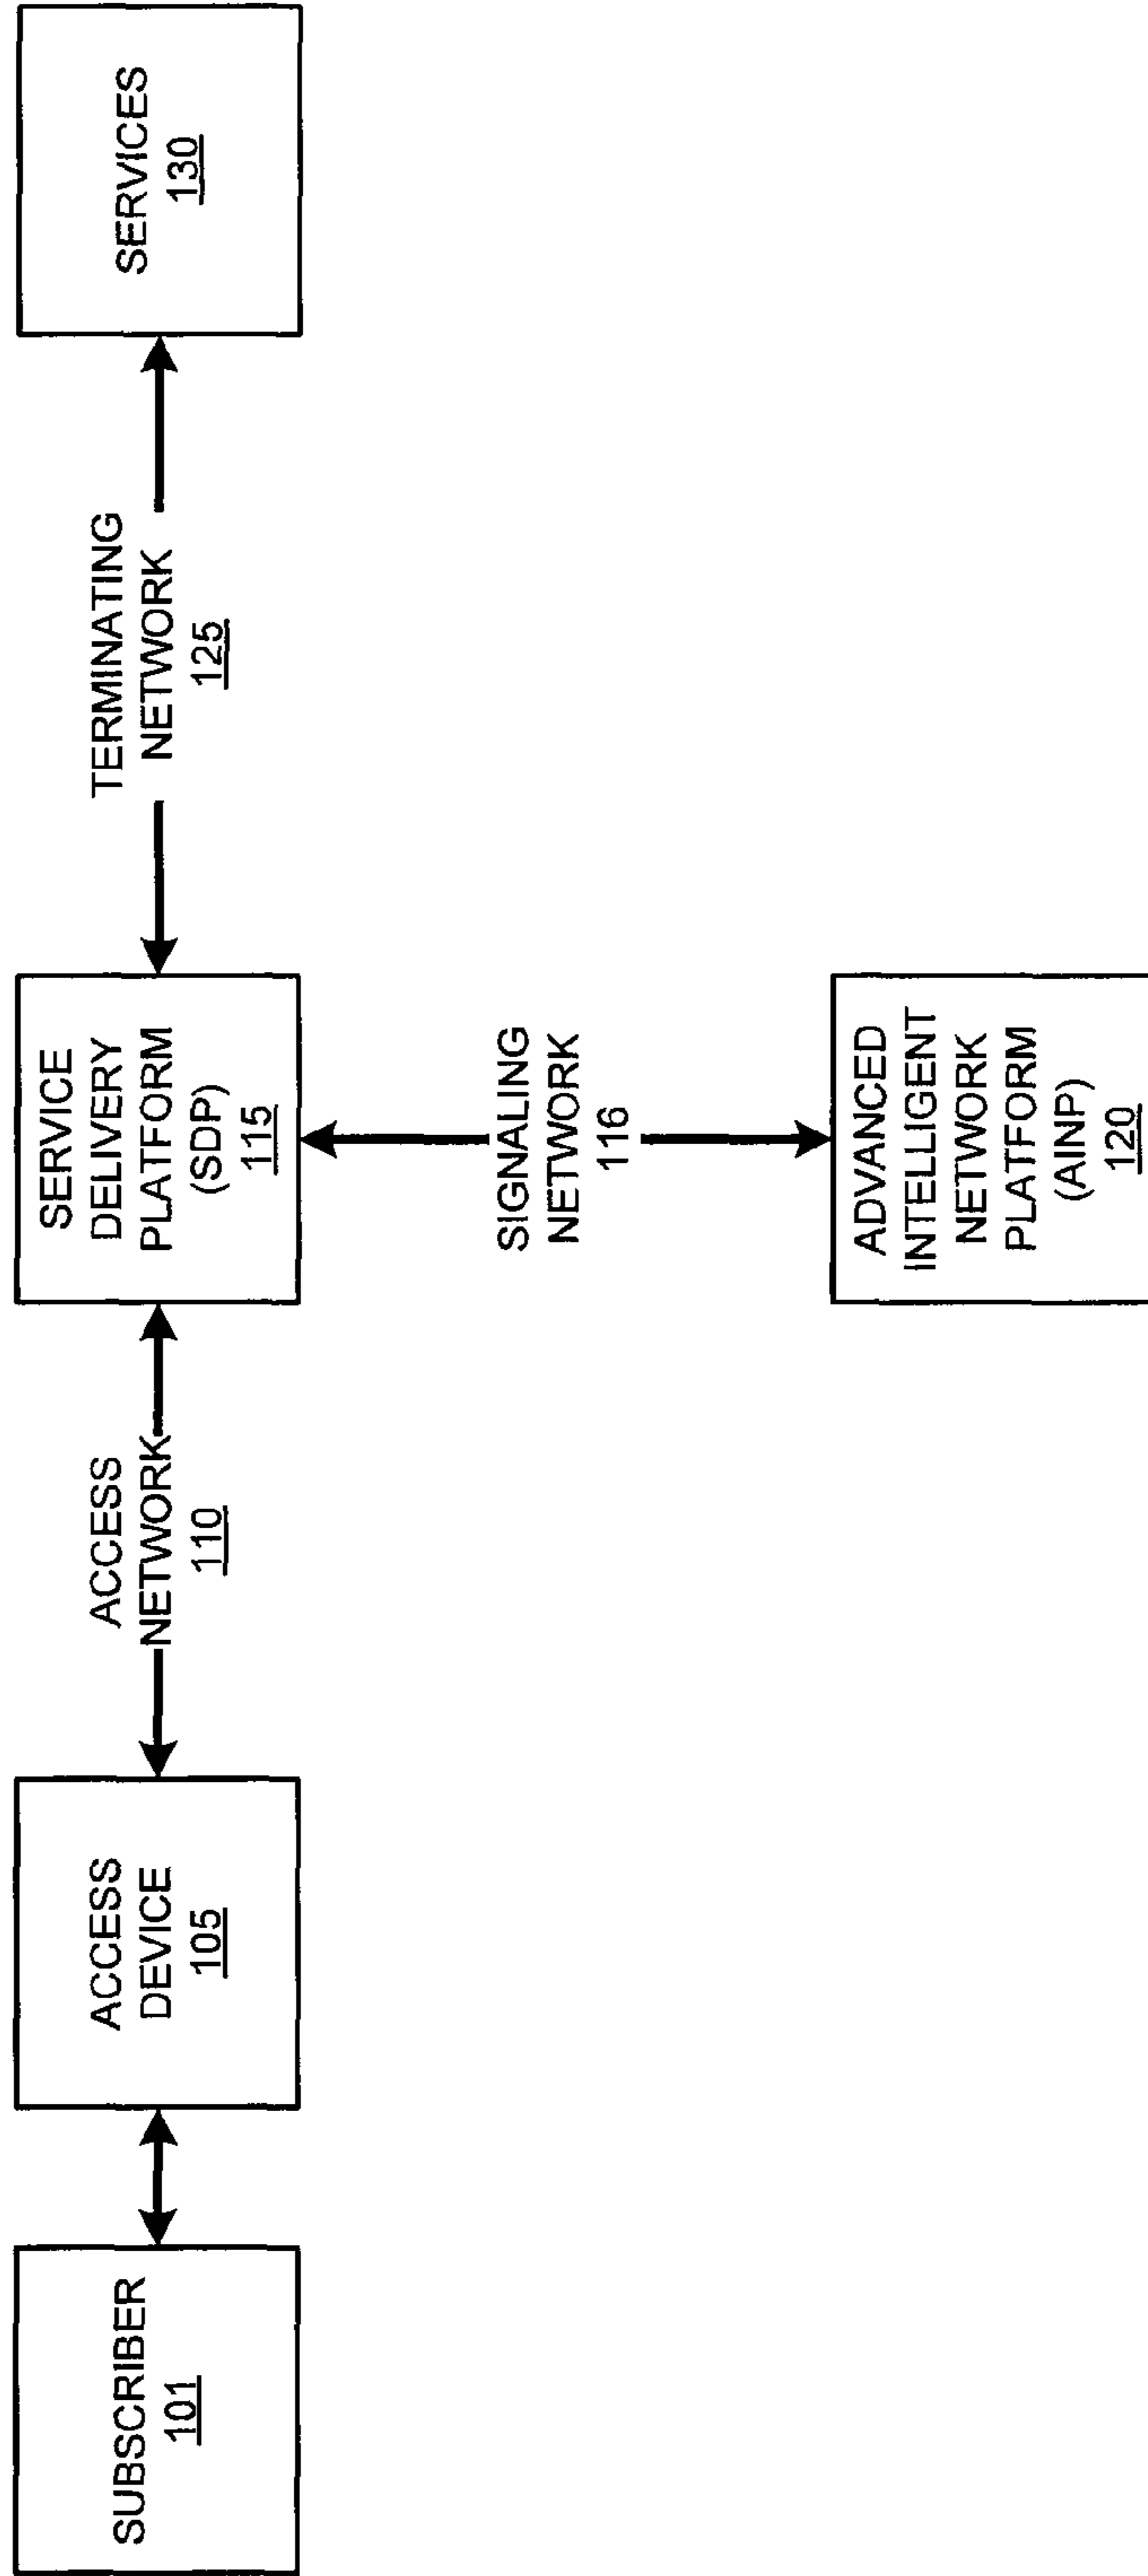 SUBSCRIBER
101
ACCESS
DEVICE
105
ACCESS
NETWORK
110
SERVICE
DELIVERY
PLATFORM
(SDP)
115
TERMINATING
NETWORK
125
SERVICES
130
SIGNALING
NETWORK
116
ADVANCED
INTELLIGENT
NETWORK
PLATFORM
(AINP)
120